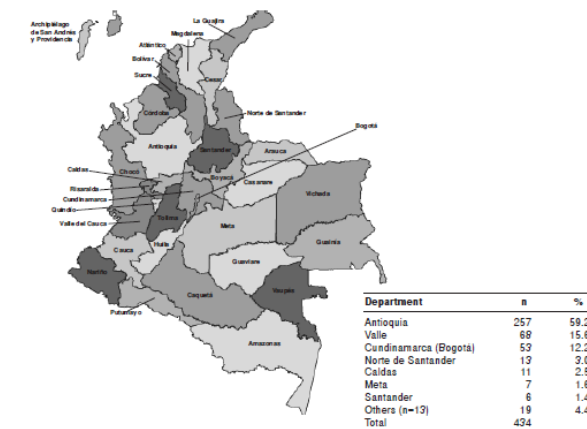 Archipiélago
de San Andrés
y Providencia
La Guajira
Magdalena
Atlántico
Bolívar
Sucre
Cesar
Córdoba
Norte de Santander
Bogotá
Antioquia
Santander
Arauca
Caldas
Chocó
Boyacá
Risaralda
Casanare
Cundinamarca
Vichada
Quindío
Tolima
Valle del Cauca
Meta
Guainía
Cauca
Huila
Guaviare
Nariño
Vaupés
Caquetá
Putumayo
Amazonas
Department n %
Antioquia 257 59.2
Valle 68 15.6
Cundinamarca (Bogotá) 53 12.2
Norte de Santander 13 3.0
Caldas 11 2.5
Meta 7 1.6
Santander 6 1.4
Others (n=13) 19 4.4
Total 434